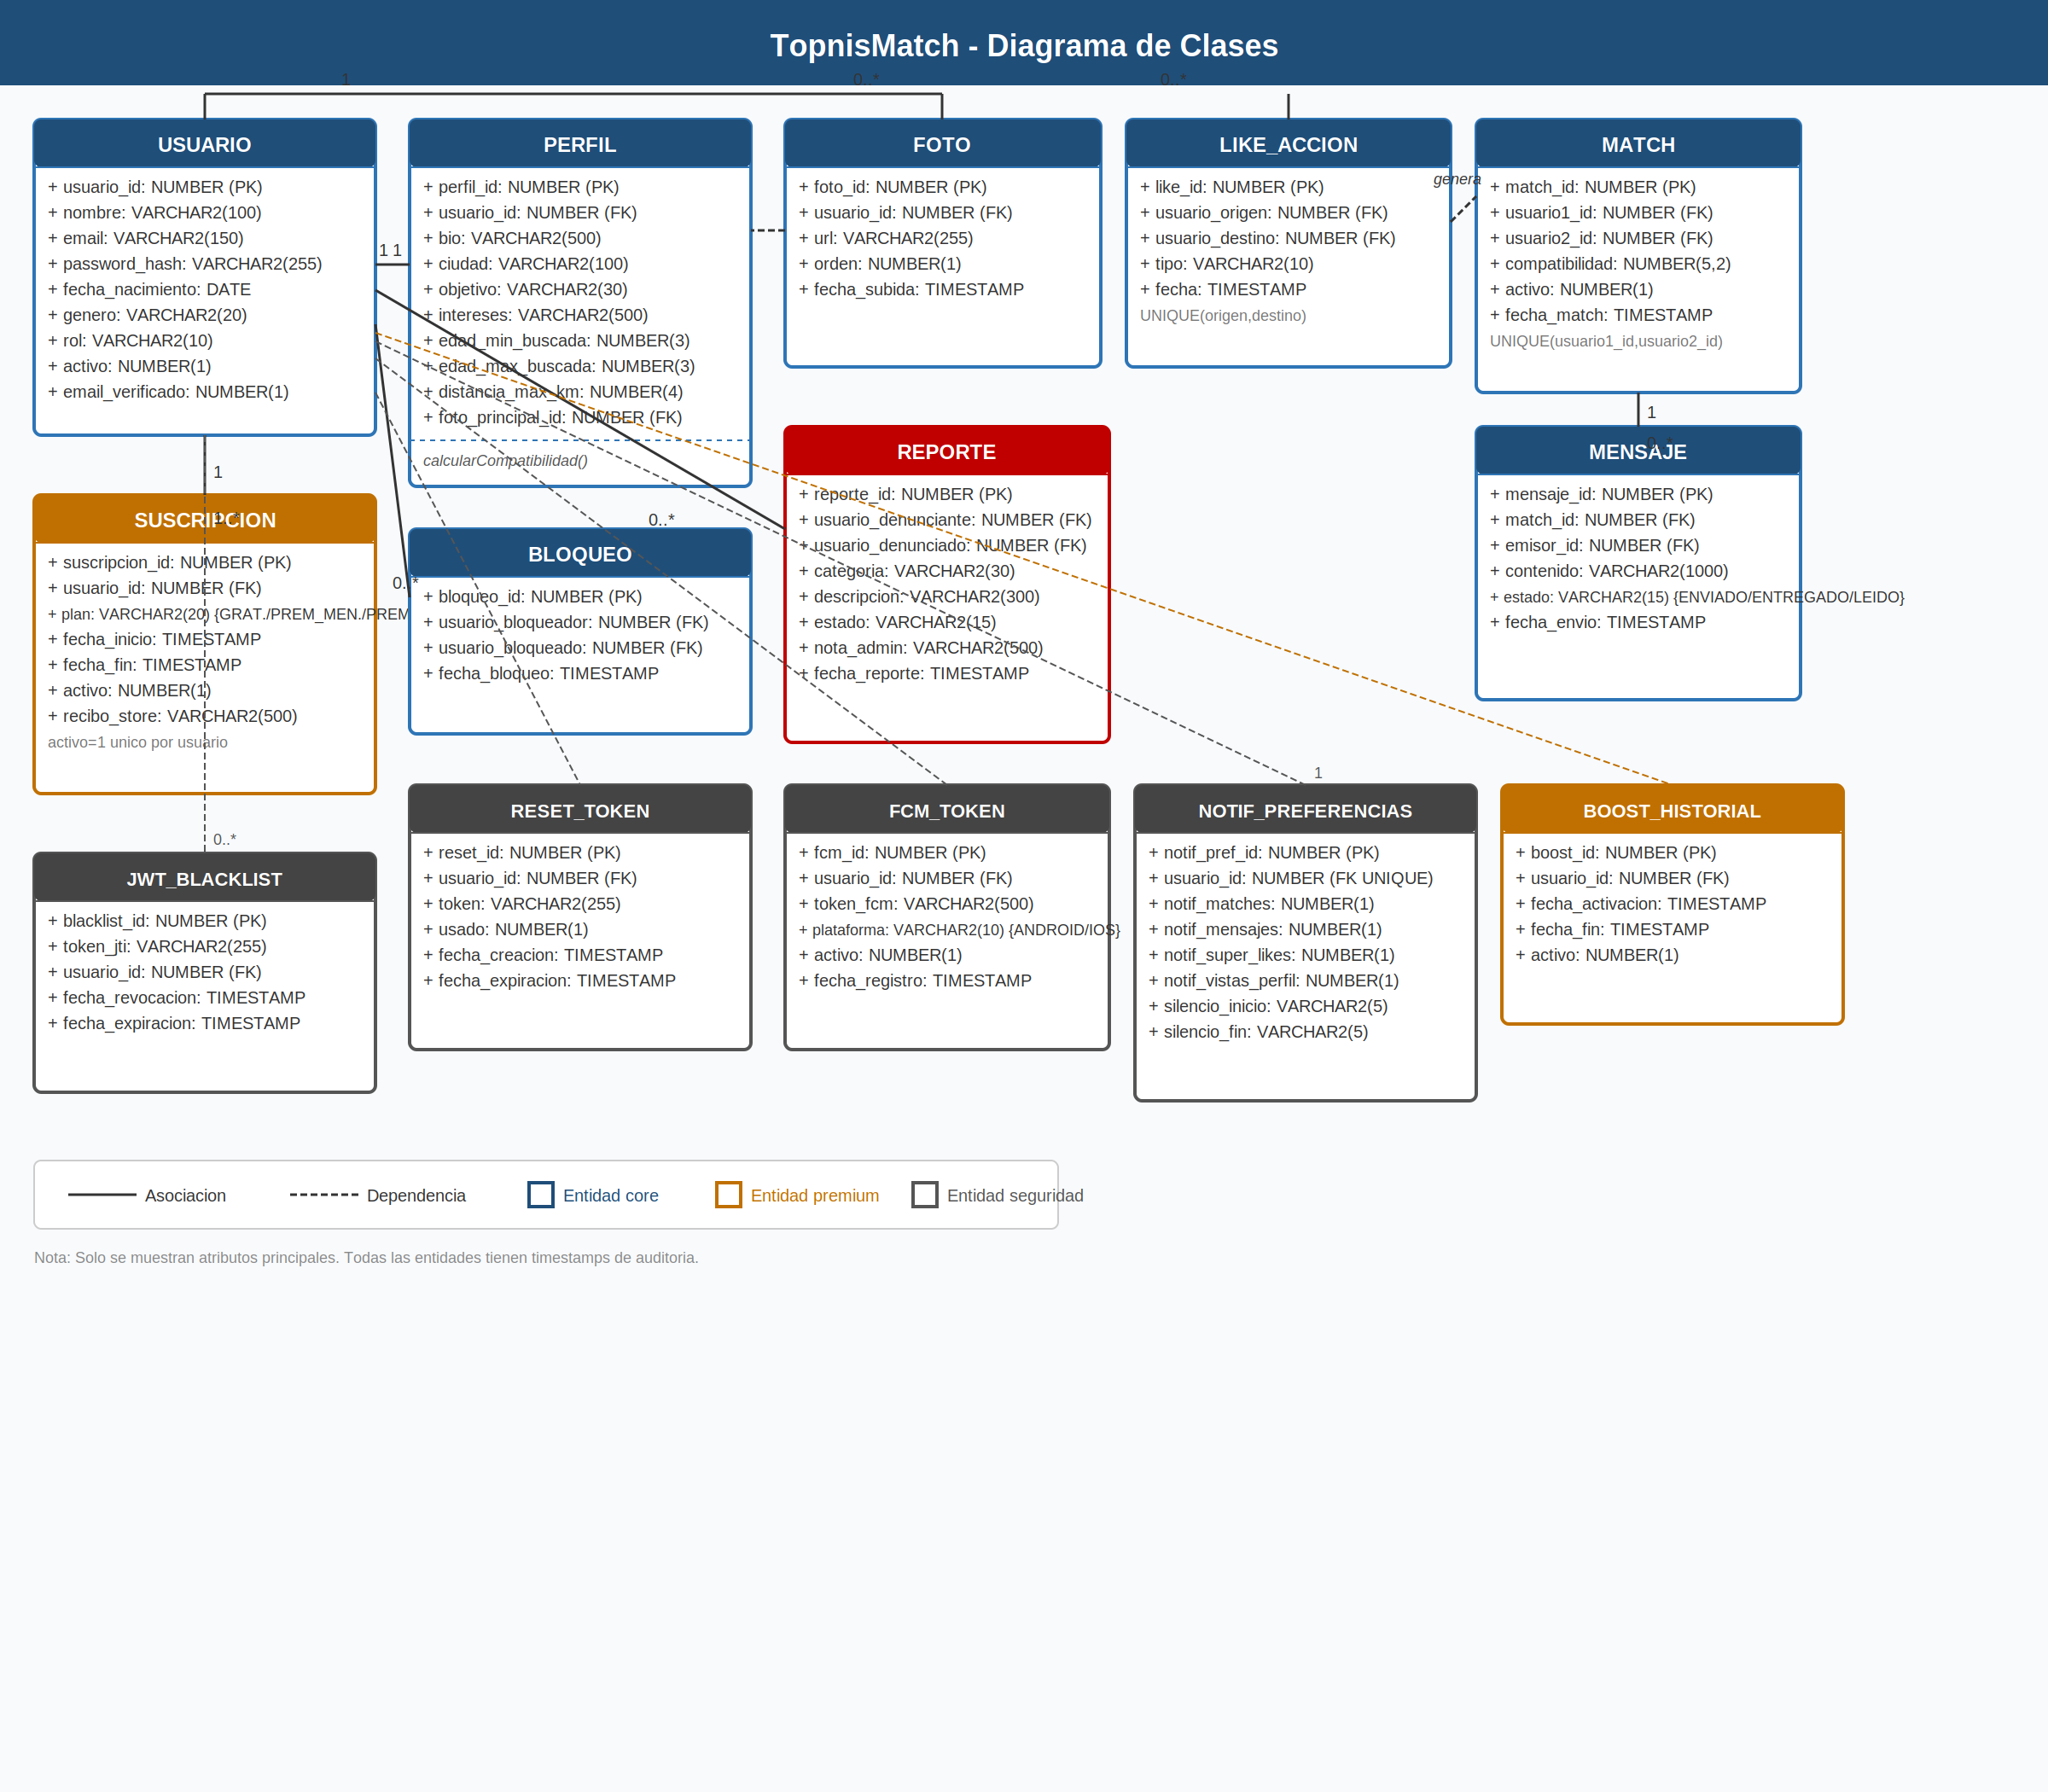 TopnisMatch - Diagrama de Clases
1
0..*
0..*
USUARIO
+ usuario_id: NUMBER (PK)
+ nombre: VARCHAR2(100)
+ email: VARCHAR2(150)
+ password_hash: VARCHAR2(255)
+ fecha_nacimiento: DATE
+ genero: VARCHAR2(20)
+ rol: VARCHAR2(10)
+ activo: NUMBER(1)
+ email_verificado: NUMBER(1)
1 1
PERFIL
+ perfil_id: NUMBER (PK)
+ usuario_id: NUMBER (FK)
+ bio: VARCHAR2(500)
+ ciudad: VARCHAR2(100)
+ objetivo: VARCHAR2(30)
+ intereses: VARCHAR2(500)
+ edad_min_buscada: NUMBER(3)
+ edad_max_buscada: NUMBER(3)
+ distancia_max_km: NUMBER(4)
+ foto_principal_id: NUMBER (FK)
calcularCompatibilidad()
FOTO
+ foto_id: NUMBER (PK)
+ usuario_id: NUMBER (FK)
+ url: VARCHAR2(255)
+ orden: NUMBER(1)
+ fecha_subida: TIMESTAMP
LIKE_ACCION
+ like_id: NUMBER (PK)
+ usuario_origen: NUMBER (FK)
+ usuario_destino: NUMBER (FK)
+ tipo: VARCHAR2(10)
+ fecha: TIMESTAMP
UNIQUE(origen,destino)
genera
MATCH
+ match_id: NUMBER (PK)
+ usuario1_id: NUMBER (FK)
+ usuario2_id: NUMBER (FK)
+ compatibilidad: NUMBER(5,2)
+ activo: NUMBER(1)
+ fecha_match: TIMESTAMP
UNIQUE(usuario1_id,usuario2_id)
1
0..*
MENSAJE
+ mensaje_id: NUMBER (PK)
+ match_id: NUMBER (FK)
+ emisor_id: NUMBER (FK)
+ contenido: VARCHAR2(1000)
+ estado: VARCHAR2(15) {ENVIADO/ENTREGADO/LEIDO}
+ fecha_envio: TIMESTAMP
REPORTE
+ reporte_id: NUMBER (PK)
+ usuario_denunciante: NUMBER (FK)
+ usuario_denunciado: NUMBER (FK)
+ categoria: VARCHAR2(30)
+ descripcion: VARCHAR2(300)
+ estado: VARCHAR2(15)
+ nota_admin: VARCHAR2(500)
+ fecha_reporte: TIMESTAMP
1
SUSCRIPCION
1..*
+ suscripcion_id: NUMBER (PK)
+ usuario_id: NUMBER (FK)
+ plan: VARCHAR2(20) {GRAT./PREM_MEN./PREM
+ fecha_inicio: TIMESTAMP
+ fecha_fin: TIMESTAMP
+ activo: NUMBER(1)
+ recibo_store: VARCHAR2(500)
activo=1 unico por usuario
0..*
0..*
BLOQUEO
+ bloqueo_id: NUMBER (PK)
+ usuario_bloqueador: NUMBER (FK)
+ usuario_bloqueado: NUMBER (FK)
+ fecha_bloqueo: TIMESTAMP
0..*
JWT_BLACKLIST
+ blacklist_id: NUMBER (PK)
+ token_jti: VARCHAR2(255)
+ usuario_id: NUMBER (FK)
+ fecha_revocacion: TIMESTAMP
+ fecha_expiracion: TIMESTAMP
RESET_TOKEN
+ reset_id: NUMBER (PK)
+ usuario_id: NUMBER (FK)
+ token: VARCHAR2(255)
+ usado: NUMBER(1)
+ fecha_creacion: TIMESTAMP
+ fecha_expiracion: TIMESTAMP
FCM_TOKEN
+ fcm_id: NUMBER (PK)
+ usuario_id: NUMBER (FK)
+ token_fcm: VARCHAR2(500)
+ plataforma: VARCHAR2(10) {ANDROID/IOS}
+ activo: NUMBER(1)
+ fecha_registro: TIMESTAMP
1
NOTIF_PREFERENCIAS
+ notif_pref_id: NUMBER (PK)
+ usuario_id: NUMBER (FK UNIQUE)
+ notif_matches: NUMBER(1)
+ notif_mensajes: NUMBER(1)
+ notif_super_likes: NUMBER(1)
+ notif_vistas_perfil: NUMBER(1)
+ silencio_inicio: VARCHAR2(5)
+ silencio_fin: VARCHAR2(5)
BOOST_HISTORIAL
+ boost_id: NUMBER (PK)
+ usuario_id: NUMBER (FK)
+ fecha_activacion: TIMESTAMP
+ fecha_fin: TIMESTAMP
+ activo: NUMBER(1)
Asociacion
Dependencia
Entidad core
Entidad premium
Entidad seguridad
Nota: Solo se muestran atributos principales. Todas las entidades tienen timestamps de auditoria.